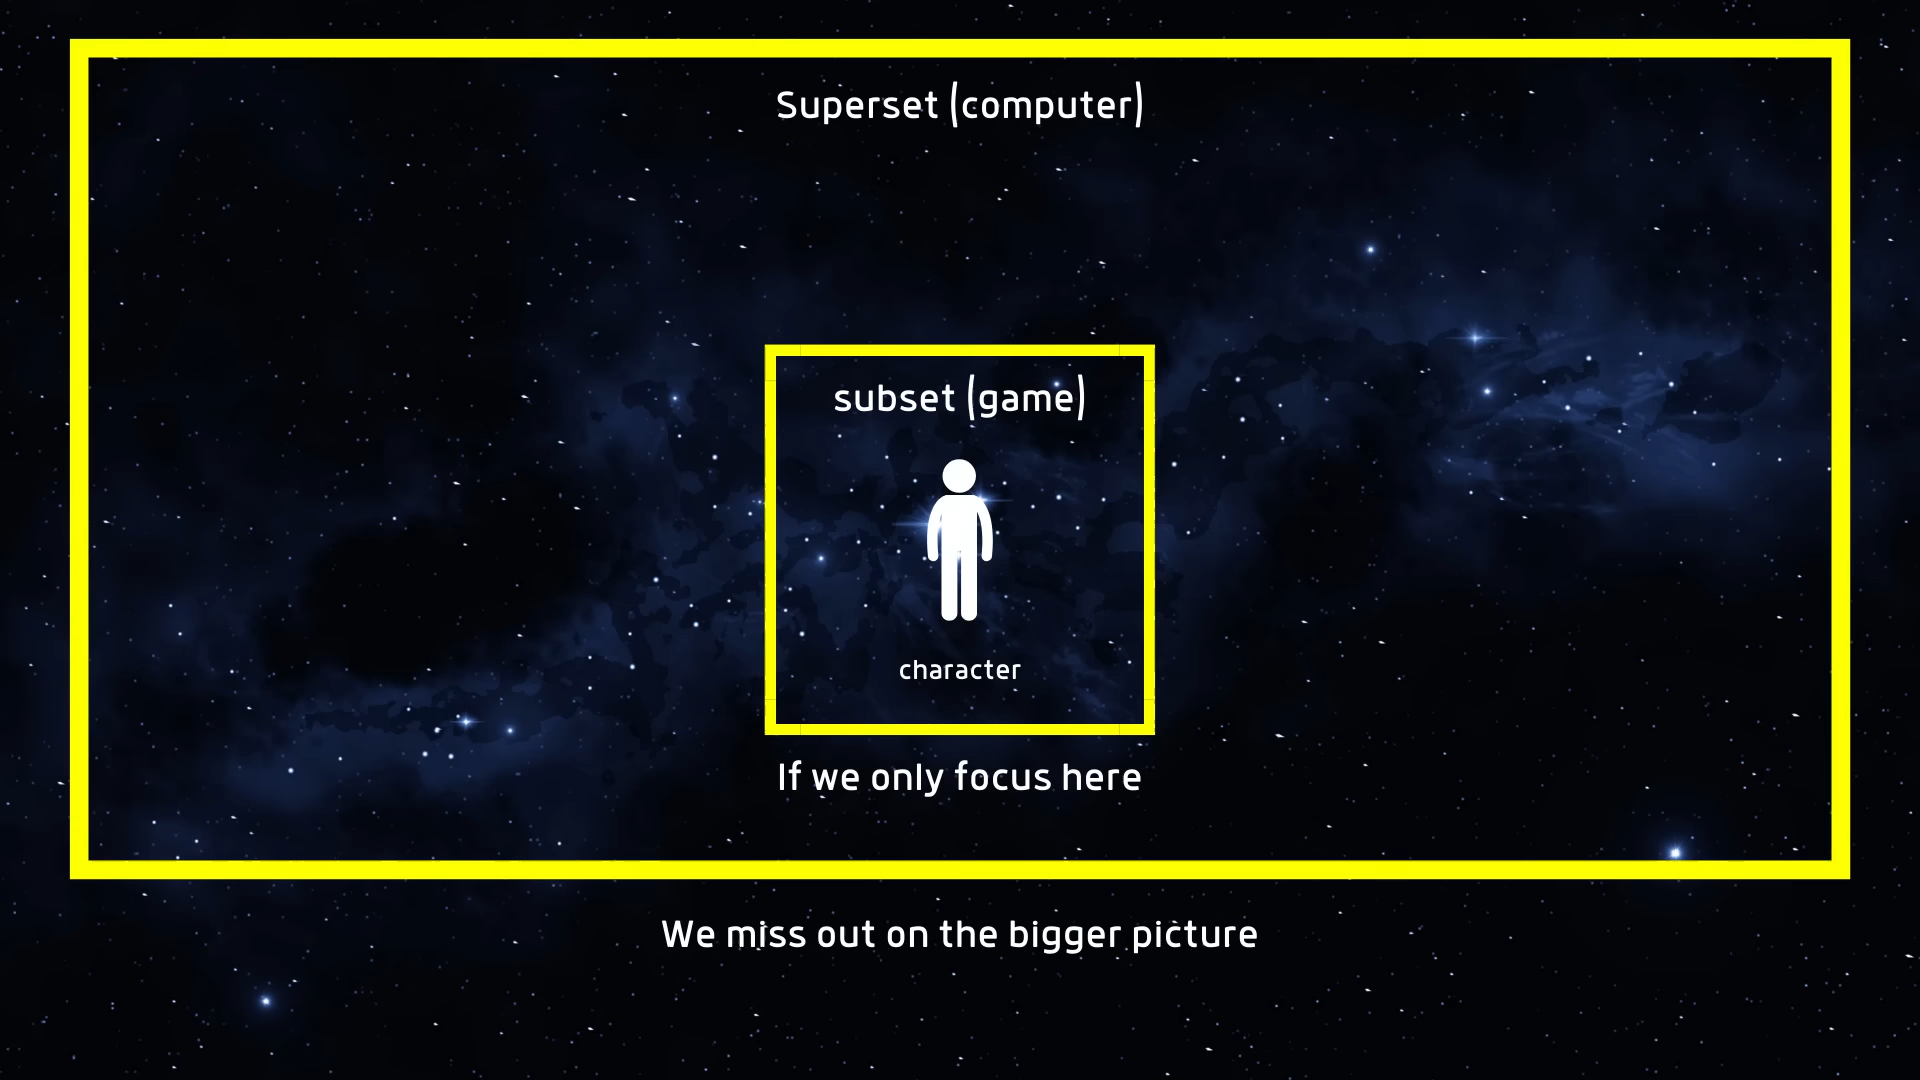 Superset (computer)
subset (game)
character
If we only focus here
We miss out on the bigger picture